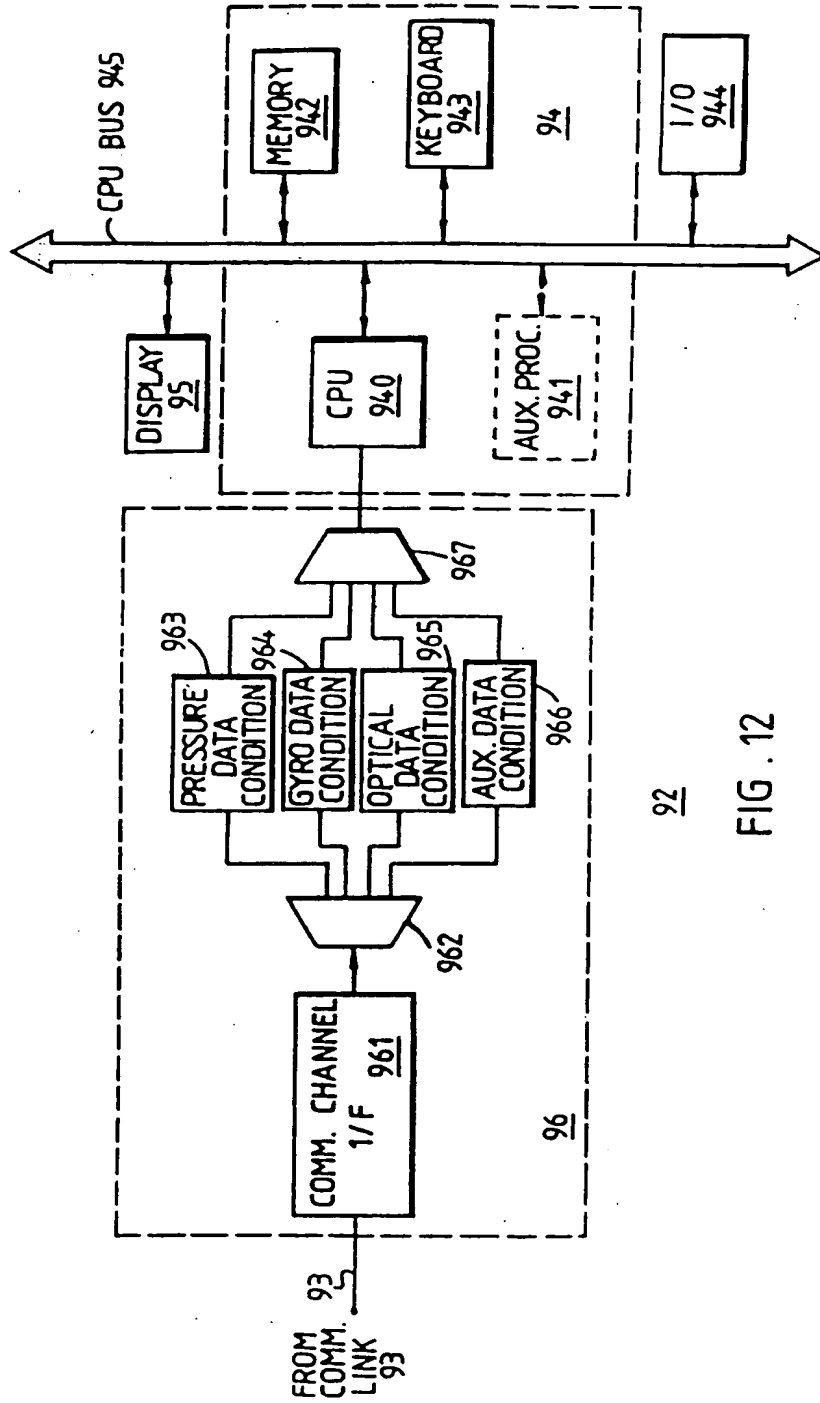 FROM
COMM.
LINK
93
93
COMM. CHANNEL
1/F 961
962
PRESSURE
DATA
CONDITION
963
GYRO DATA
CONDITION
964
OPTICAL
DATA
CONDITION
965
AUX. DATA
CONDITION
966
967
96
DISPLAY
95
CPU BUS 945
CPU
940
MEMORY
942
KEYBOARD
943
AUX. PROC.
941
94
I/O
944
92
FIG. 12